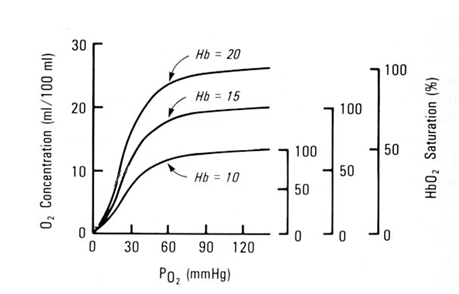 30
20
10
0
O2 Concentration (ml/100 ml)
Hb = 20
Hb = 15
Hb = 10
0 30 60 90 120
PO2 (mmHg)
100
50
0
100
50
0
100
50
0
HbO2 Saturation (%)